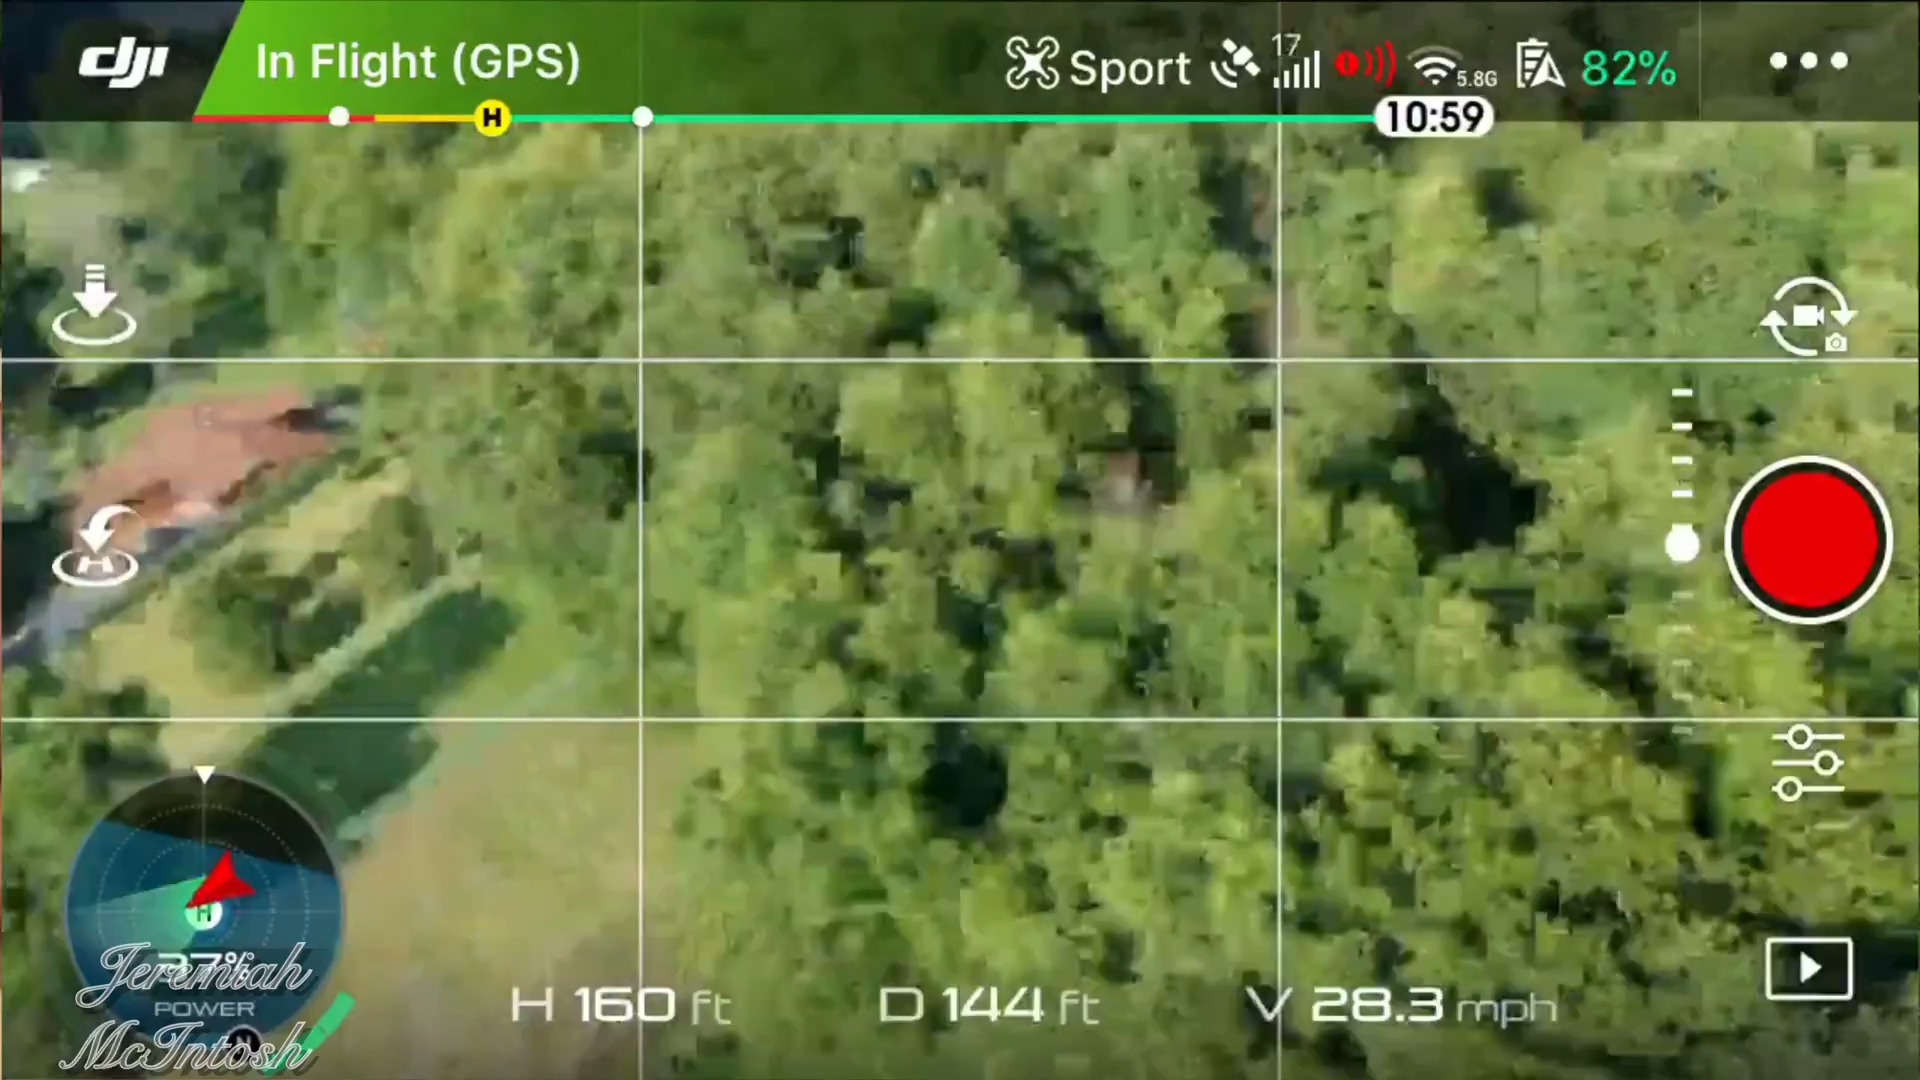 dji
In Flight (GPS)
Sport
17
5.8G
82%
H
10:59
H
H
Jeremiah
POWER
McIntosh
N
H 160 ft
D 144 ft
V 28.3 mph